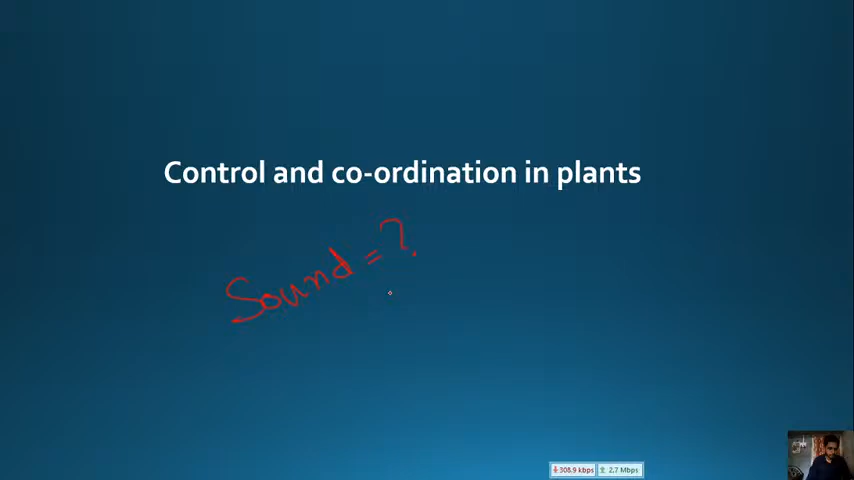 Control and co-ordination in plants
Sound = ?
308.9 kbps 2.7 Mbps